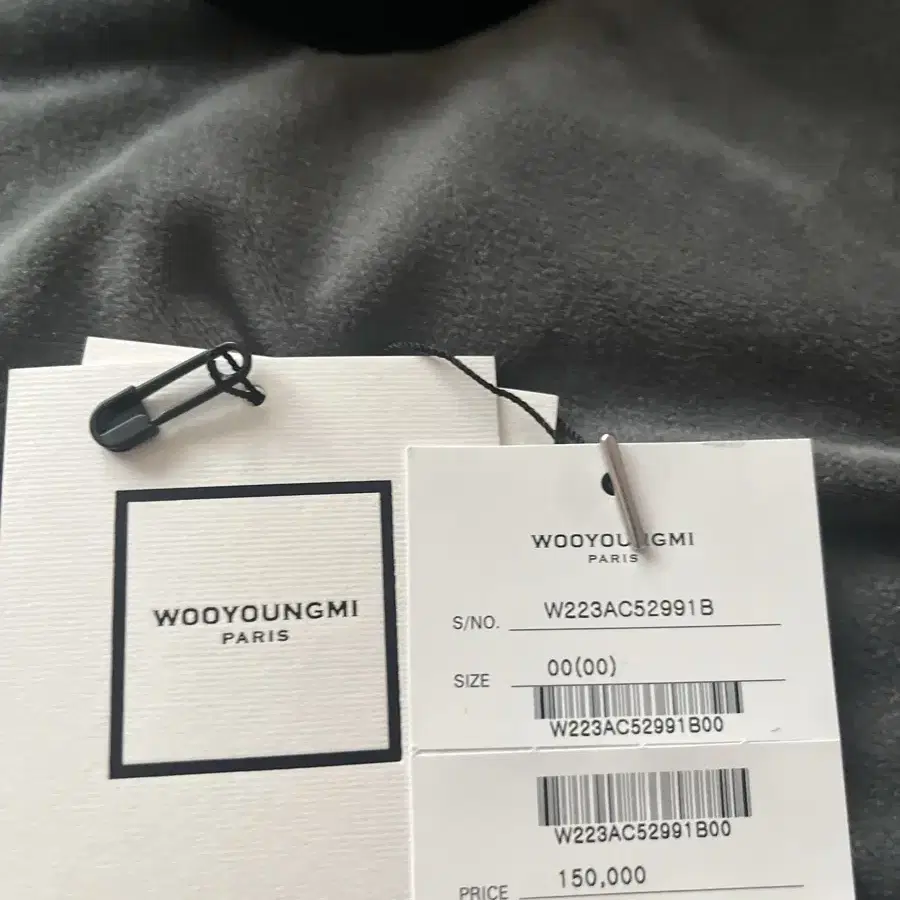 WOOYOUNGMI
PARIS
WOOYOUNGMI
PARIS
S/NO. W223AC52991B
SIZE 00(00)
W223AC52991B00
W223AC52991B00
PRICE 150,000